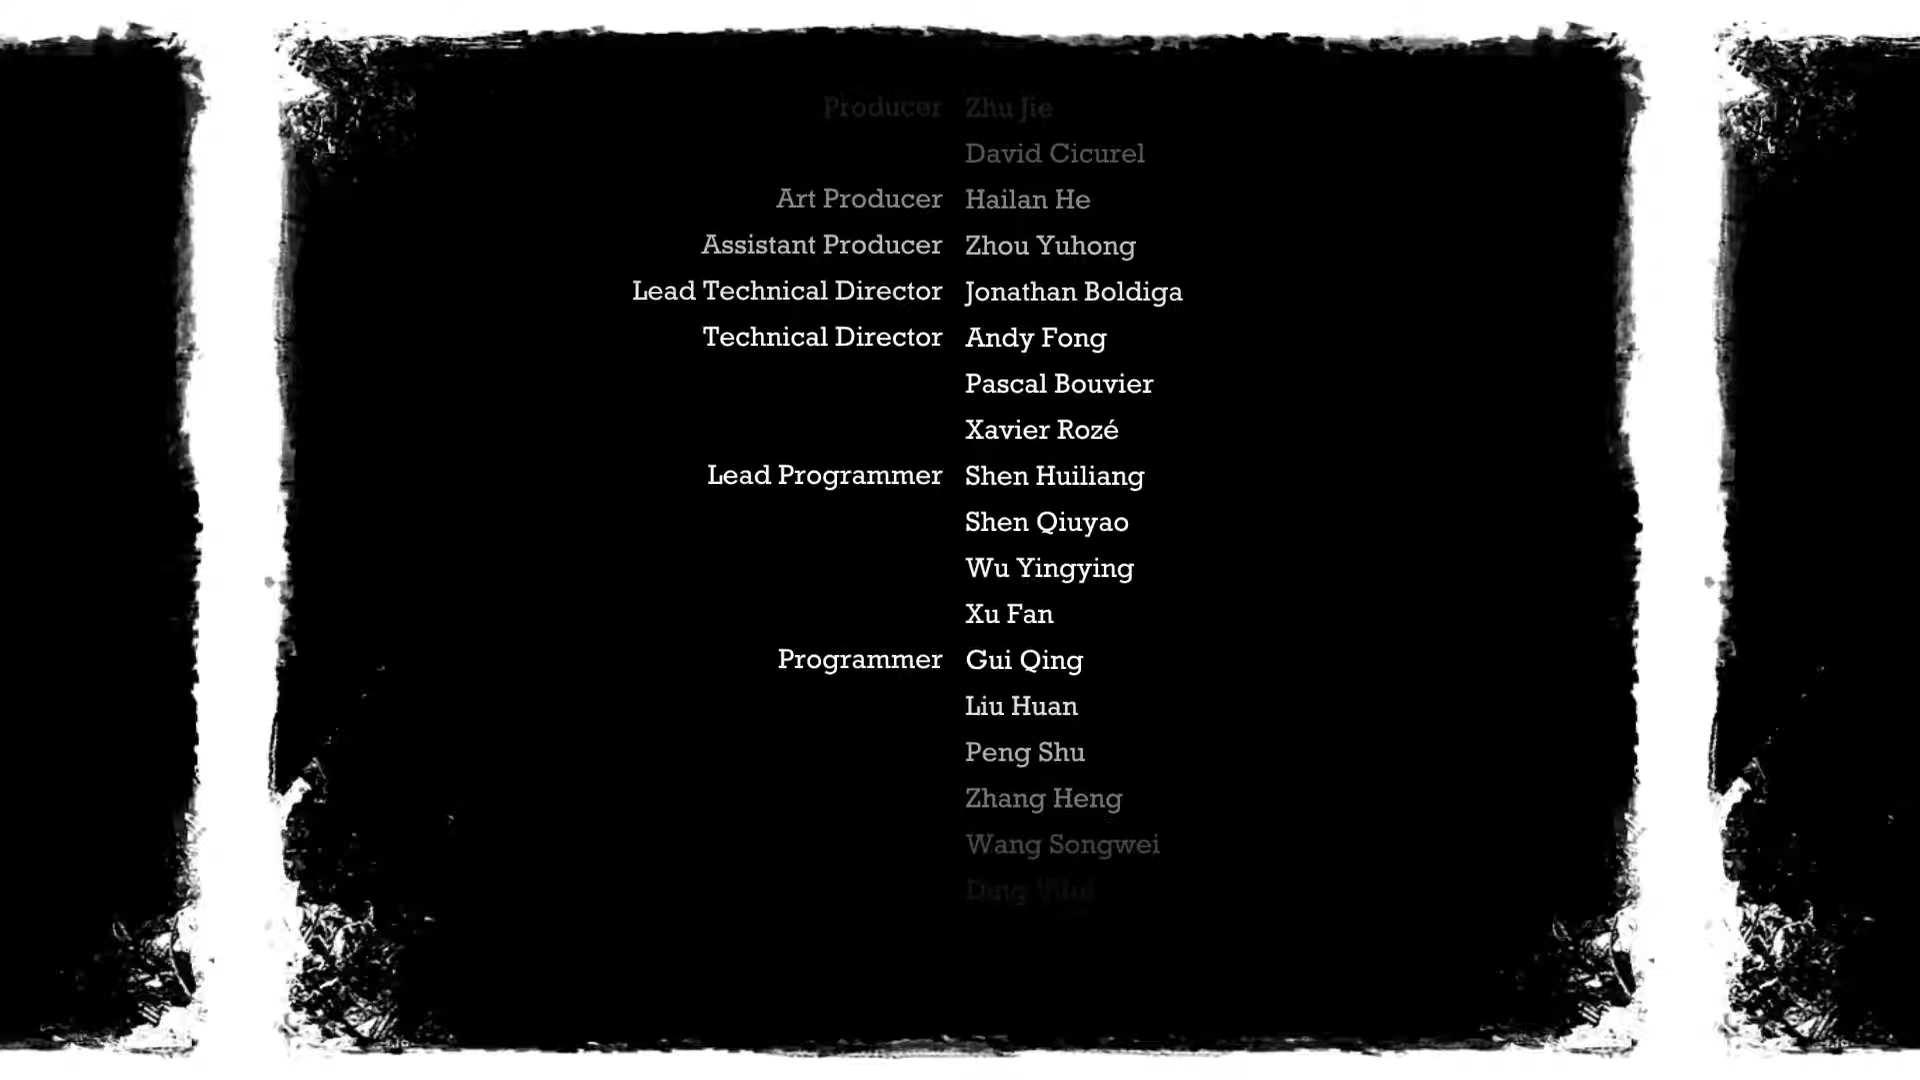 Producer Zhu Jie
David Cicurel
Art Producer Hailan He
Assistant Producer Zhou Yuhong
Lead Technical Director Jonathan Boldiga
Technical Director Andy Fong
Pascal Bouvier
Xavier Rozé
Lead Programmer Shen Huiliang
Shen Qiuyao
Wu Yingying
Xu Fan
Programmer Gui Qing
Liu Huan
Peng Shu
Zhang Heng
Wang Songwei
Ding